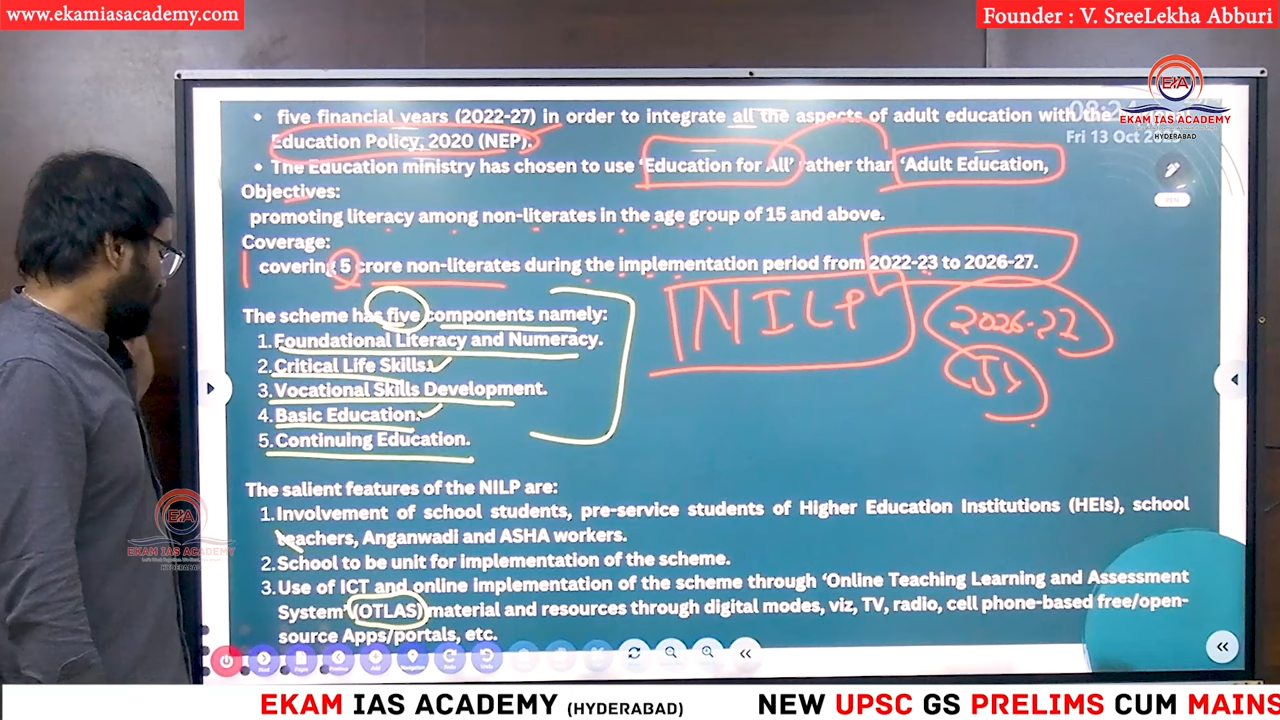 www.ekamiasacademy.com
Founder : V. SreeLekha Abburi
• five financial years (2022-27) in order to integrate all the aspects of adult education with the
Education Policy, 2020 (NEP).
• The Education ministry has chosen to use ‘Education for All’ rather than ‘Adult Education,
Objectives:
promoting literacy among non-literates in the age group of 15 and above.
Coverage:
covering 5 crore non-literates during the implementation period from 2022-23 to 2026-27.
The scheme has five components namely:
1. Foundational Literacy and Numeracy.
2. Critical Life Skills.
3. Vocational Skills Development.
4. Basic Education.
5. Continuing Education.
NILP
2026-27
The salient features of the NILP are:
1. Involvement of school students, pre-service students of Higher Education Institutions (HEIs), school
teachers, Anganwadi and ASHA workers.
2. School to be unit for implementation of the scheme.
3. Use of ICT and online implementation of the scheme through ‘Online Teaching Learning and Assessment
System (OTLAS) material and resources through digital modes, viz, TV, radio, cell phone-based free/open-
source Apps/portals, etc.
Fri 13 Oct
PEN
EIA
EKAM IAS ACADEMY
HYDERABAD
EIA
EKAM IAS ACADEMY
HYDERABAD
EKAM IAS ACADEMY (HYDERABAD) NEW UPSC GS PRELIMS CUM MAINS